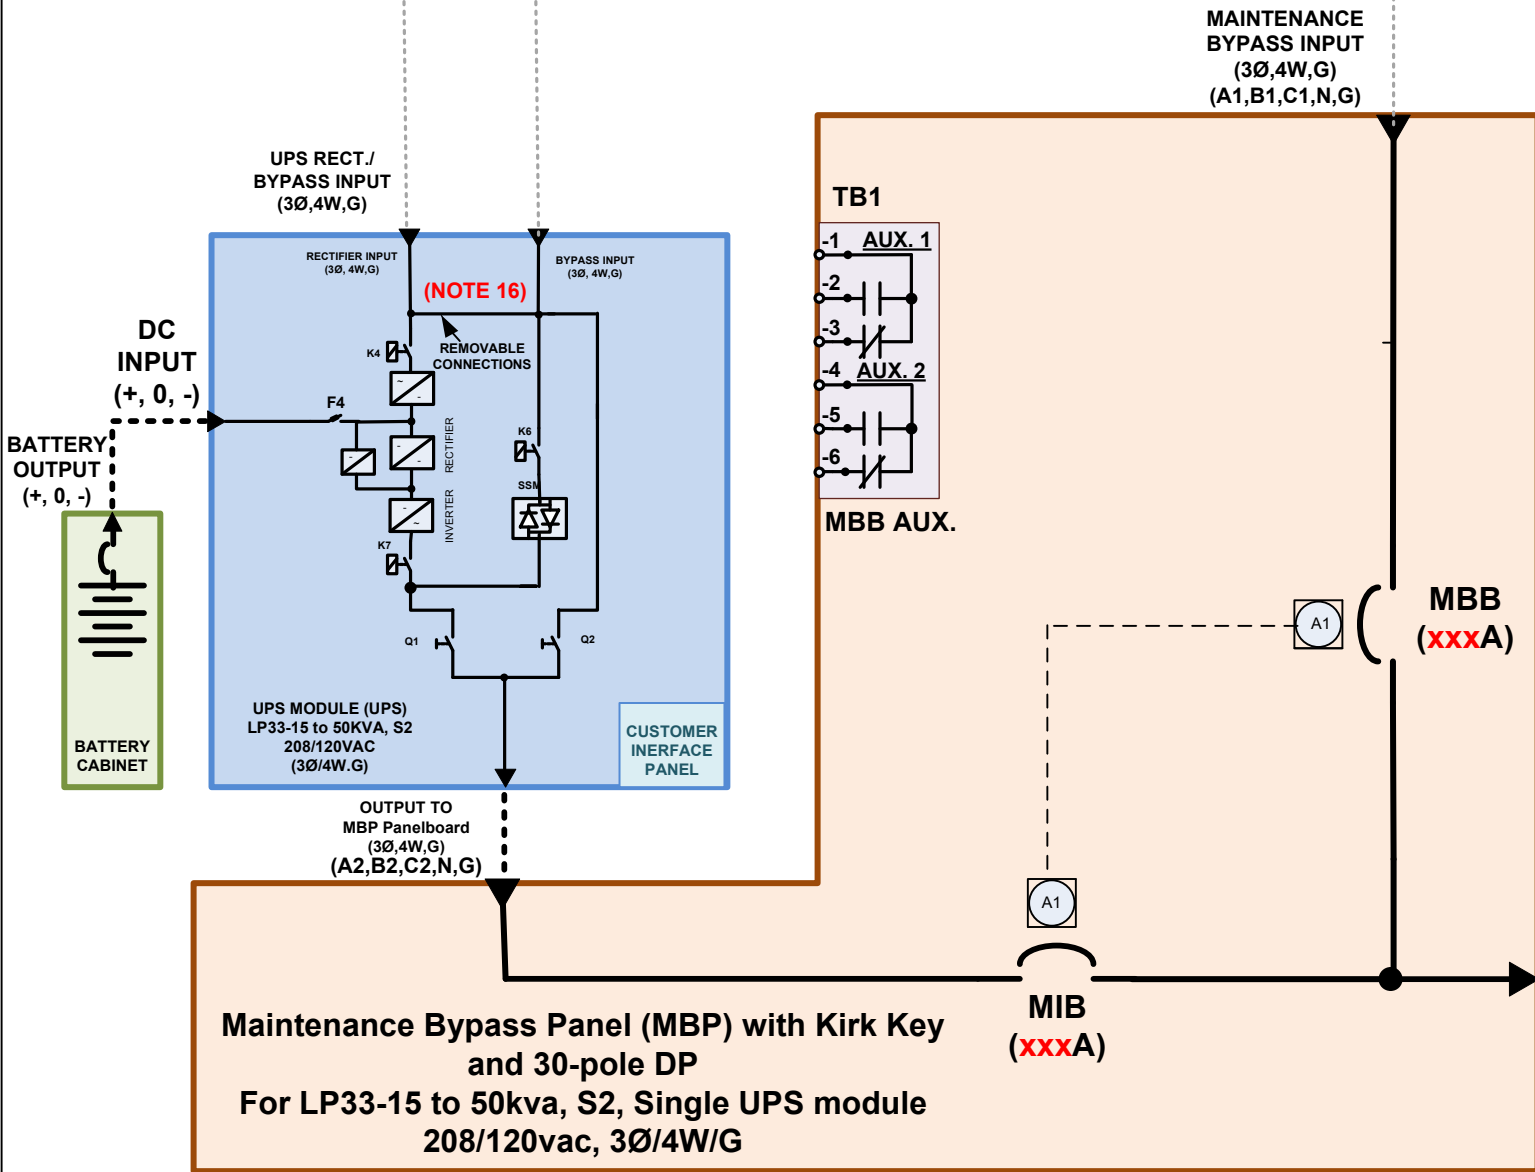 MAINTENANCE
BYPASS INPUT
(3Ø,4W,G)
(A1,B1,C1,N,G)
UPS RECT./
BYPASS INPUT
(3Ø,4W,G)
RECTIFIER INPUT
(3Ø, 4W,G)
BYPASS INPUT
(3Ø, 4W,G)
(NOTE 16)
REMOVABLE
CONNECTIONS
K4
DC
INPUT
(+, 0, -)
F4
BATTERY
OUTPUT
(+, 0, -)
RECTIFIER
INVERTER
K6
SSM
K7
Q1
Q2
UPS MODULE (UPS)
LP33-15 to 50KVA, S2
208/120VAC
(3Ø/4W.G)
CUSTOMER
INERFACE
PANEL
BATTERY
CABINET
TB1
-1 AUX. 1
-2
-3
-4 AUX. 2
-5
-6
MBB AUX.
A1
MBB
(xxxA)
OUTPUT TO
MBP Panelboard
(3Ø,4W,G)
(A2,B2,C2,N,G)
A1
MIB
(xxxA)
Maintenance Bypass Panel (MBP) with Kirk Key
and 30-pole DP
For LP33-15 to 50kva, S2, Single UPS module
208/120vac, 3Ø/4W/G